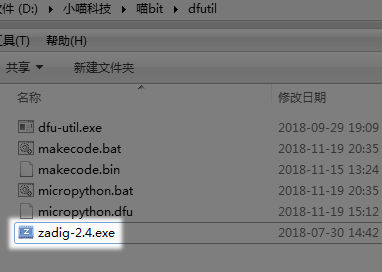 文件 (D:) ▸ 小喵科技 ▸ 喵bit ▸ dfutil
工具(T) 帮助(H)
共享 新建文件夹
名称 修改日期
dfu-util.exe 2018-09-29 19:09
makecode.bat 2018-11-19 20:35
makecode.bin 2018-11-15 13:24
micropython.bat 2018-11-19 20:35
micropython.dfu 2018-11-19 15:12
zadig-2.4.exe 2018-07-30 14:42